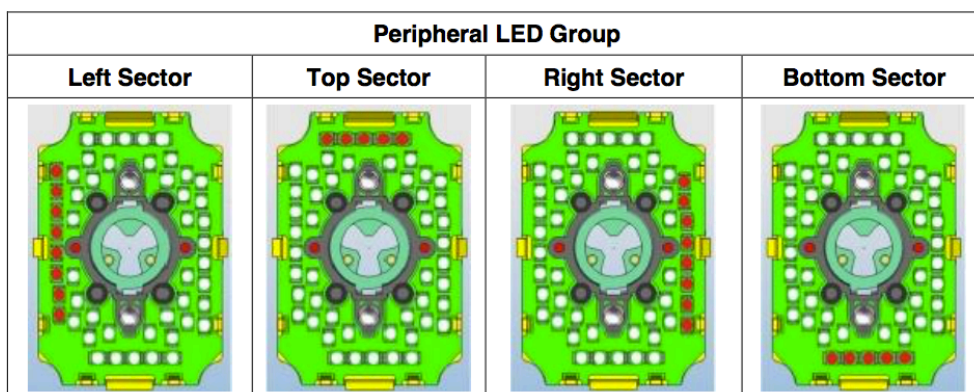 Peripheral LED Group
Left Sector Top Sector Right Sector Bottom Sector